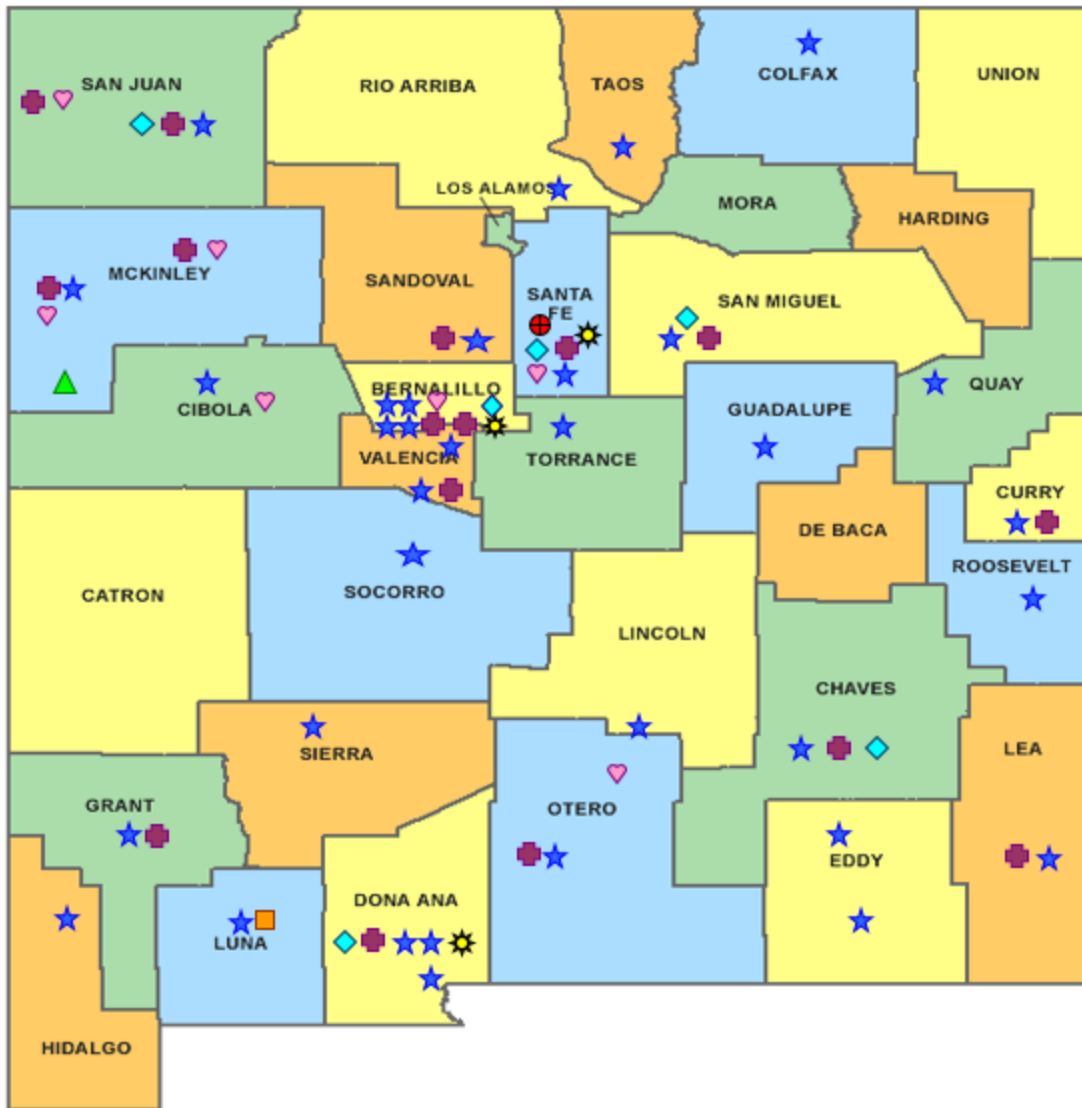 SAN JUAN
RIO ARRIBA
TAOS
COLFAX
UNION
LOS ALAMOS
MORA
HARDING
MCKINLEY
SANDOVAL
SANTA
FE
SAN MIGUEL
CIBOLA
BERNALILLO
GUADALUPE
QUAY
VALENCIA
TORRANCE
CURRY
DE BACA
CATRON
SOCORRO
ROOSEVELT
LINCOLN
CHAVES
SIERRA
LEA
GRANT
OTERO
EDDY
DONA ANA
LUNA
HIDALGO